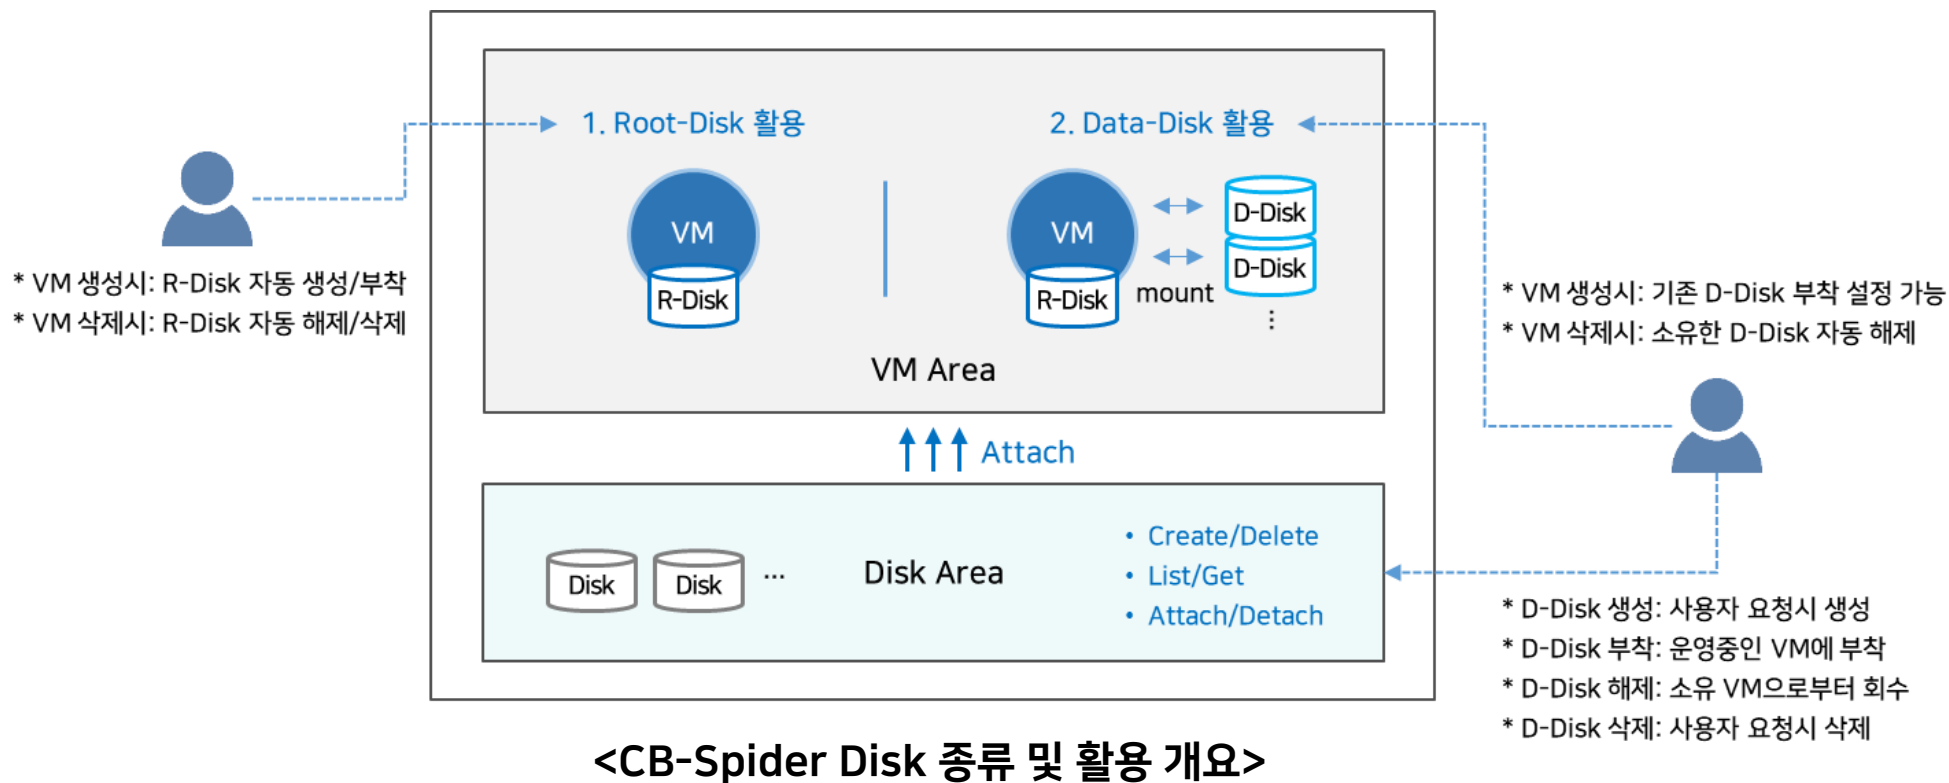 1. Root-Disk 활용
2. Data-Disk 활용
VM
R-Disk
VM
R-Disk
D-Disk
D-Disk
mount
⋮
VM Area
* VM 생성시: R-Disk 자동 생성/부착
* VM 삭제시: R-Disk 자동 해제/삭제
* VM 생성시: 기존 D-Disk 부착 설정 가능
* VM 삭제시: 소유한 D-Disk 자동 해제
Attach
Disk
Disk
...
Disk Area
• Create/Delete
• List/Get
• Attach/Detach
* D-Disk 생성: 사용자 요청시 생성
* D-Disk 부착: 운영중인 VM에 부착
* D-Disk 해제: 소유 VM으로부터 회수
* D-Disk 삭제: 사용자 요청시 삭제
<CB-Spider Disk 종류 및 활용 개요>